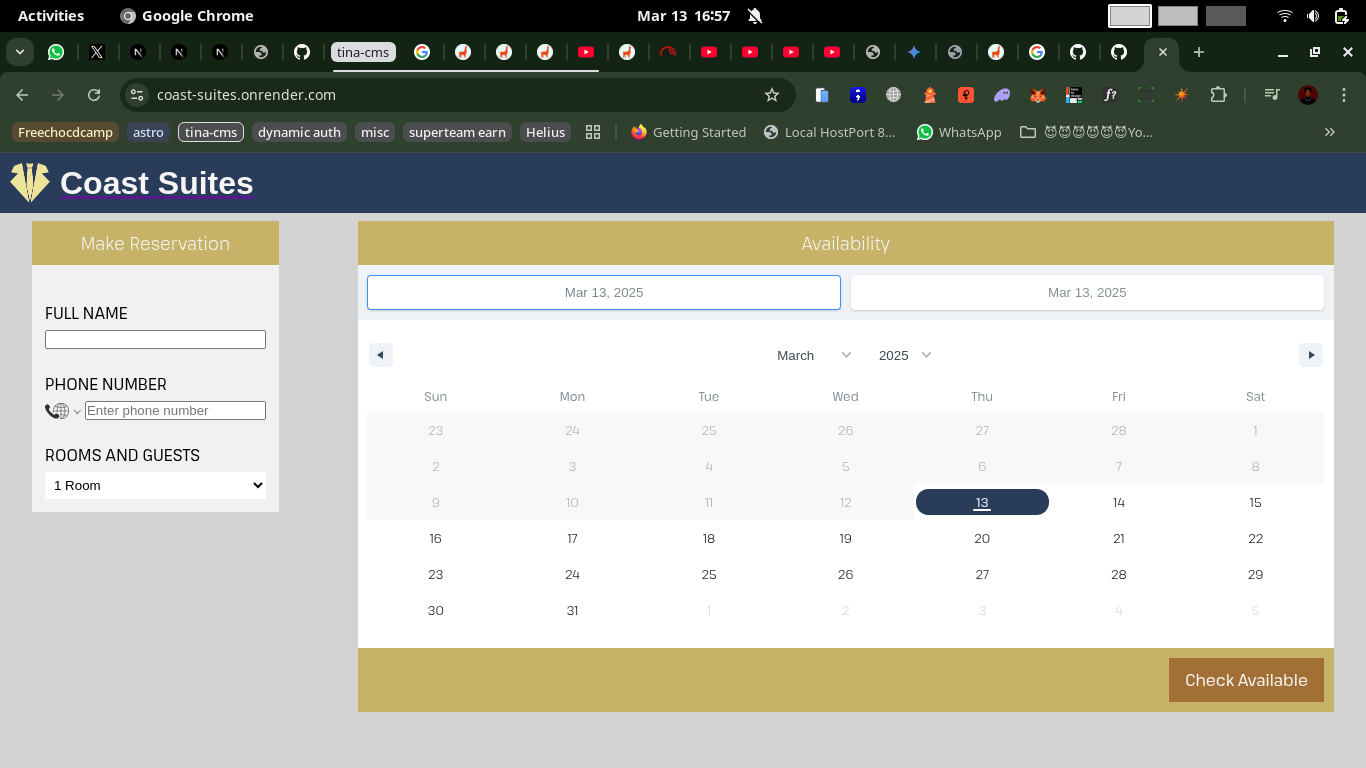 Activities
Google Chrome
Mar 13 16:57
tina-cms
coast-suites.onrender.com
Freechocdcamp
astro
tina-cms
dynamic auth
misc
superteam earn
Helius
Getting Started
Local HostPort 8…
WhatsApp
😈😈😈😈😈😈Yo…
Coast Suites
Make Reservation
FULL NAME
PHONE NUMBER
Enter phone number
ROOMS AND GUESTS
1 Room
Availability
Mar 13, 2025 Mar 13, 2025
March 2025
Sun Mon Tue Wed Thu Fri Sat
23 24 25 26 27 28 1
2 3 4 5 6 7 8
9 10 11 12 13 14 15
16 17 18 19 20 21 22
23 24 25 26 27 28 29
30 31 1 2 3 4 5
Check Available